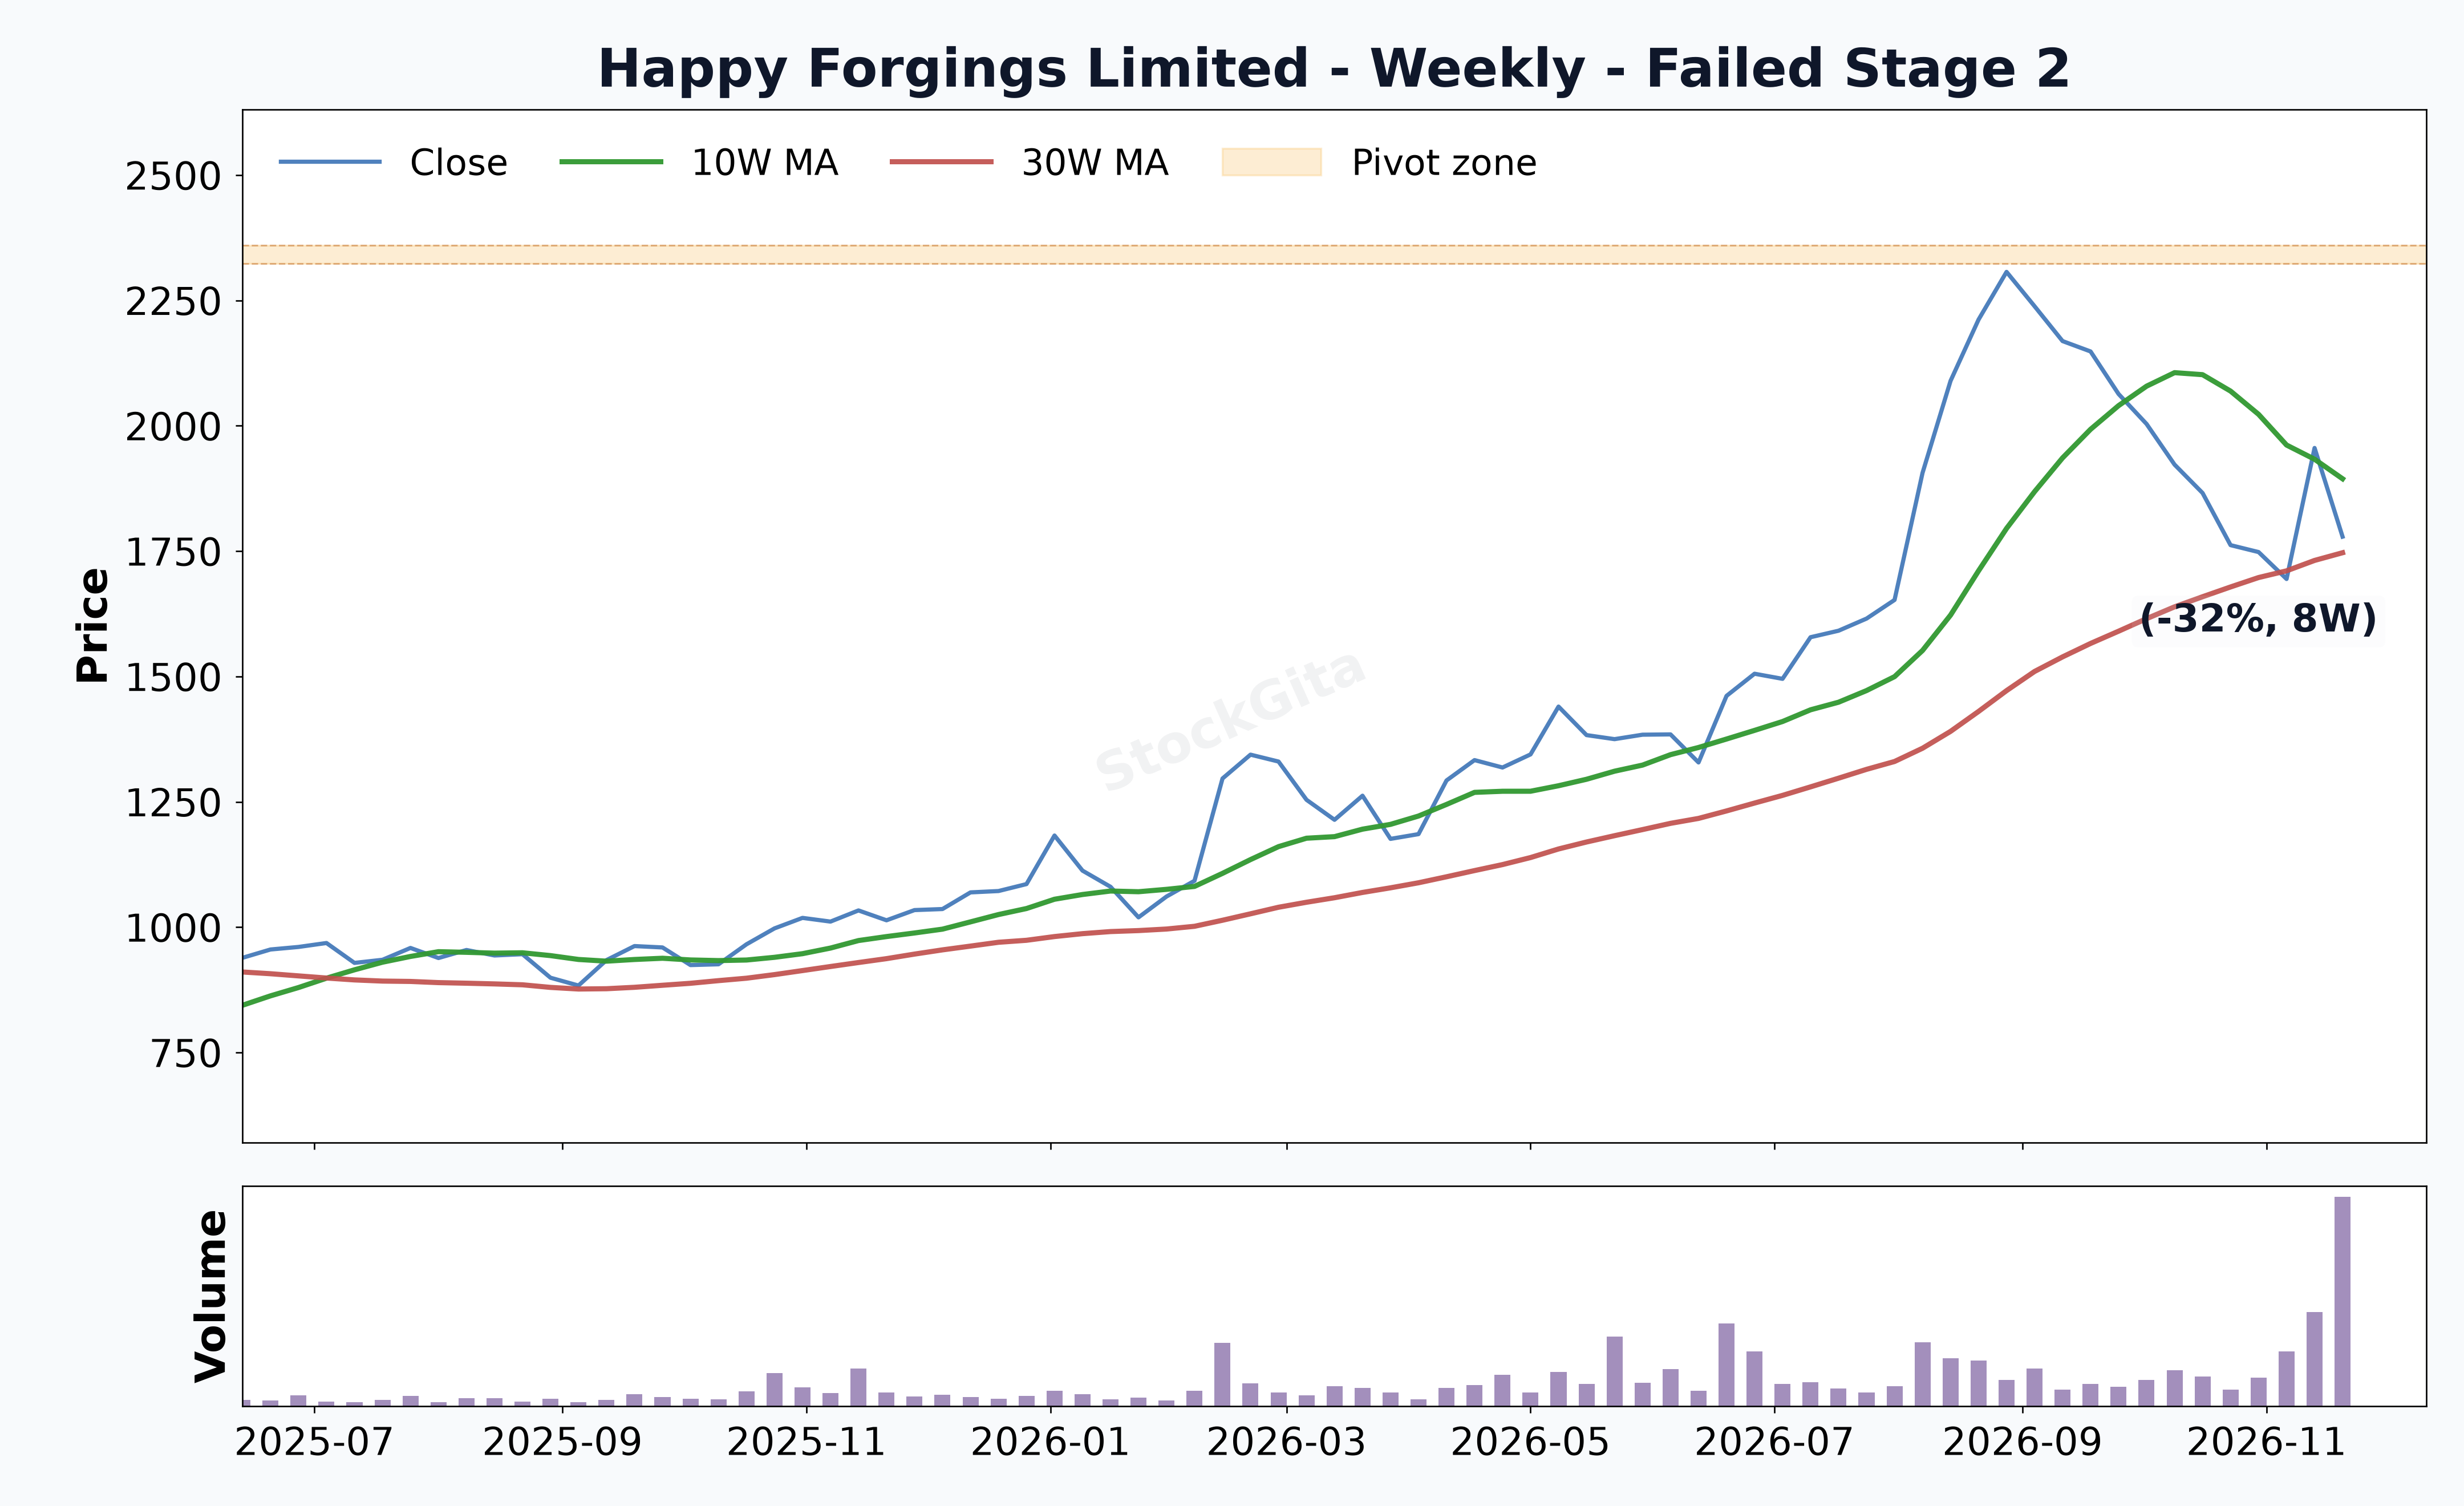 Happy Forgings Limited - Weekly - Failed Stage 2
Close 10W MA 30W MA Pivot zone
2500
2250
2000
1750
1500
1250
1000
750
Price
(-32%, 8W)
StockGita
Volume
2025-07 2025-09 2025-11 2026-01 2026-03 2026-05 2026-07 2026-09 2026-11